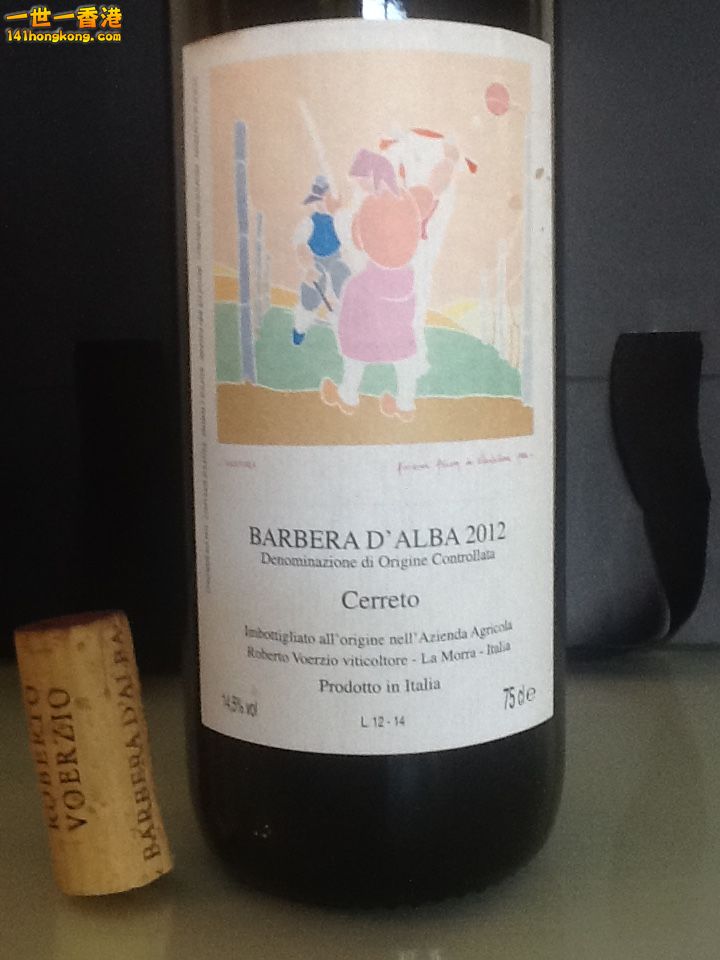 一世一香港
141hongkong.com
BARBERA D'ALBA 2012
Denominazione di Origine Controllata
Cerreto
Imbottigliato all'origine nell'Azienda Agricola
Roberto Voerzio viticoltore - La Morra - Italia
Prodotto in Italia
14,5% vol
75 cl e
L 12 - 14
ROBERTO
VOERZIO
BARBERA D'ALBA